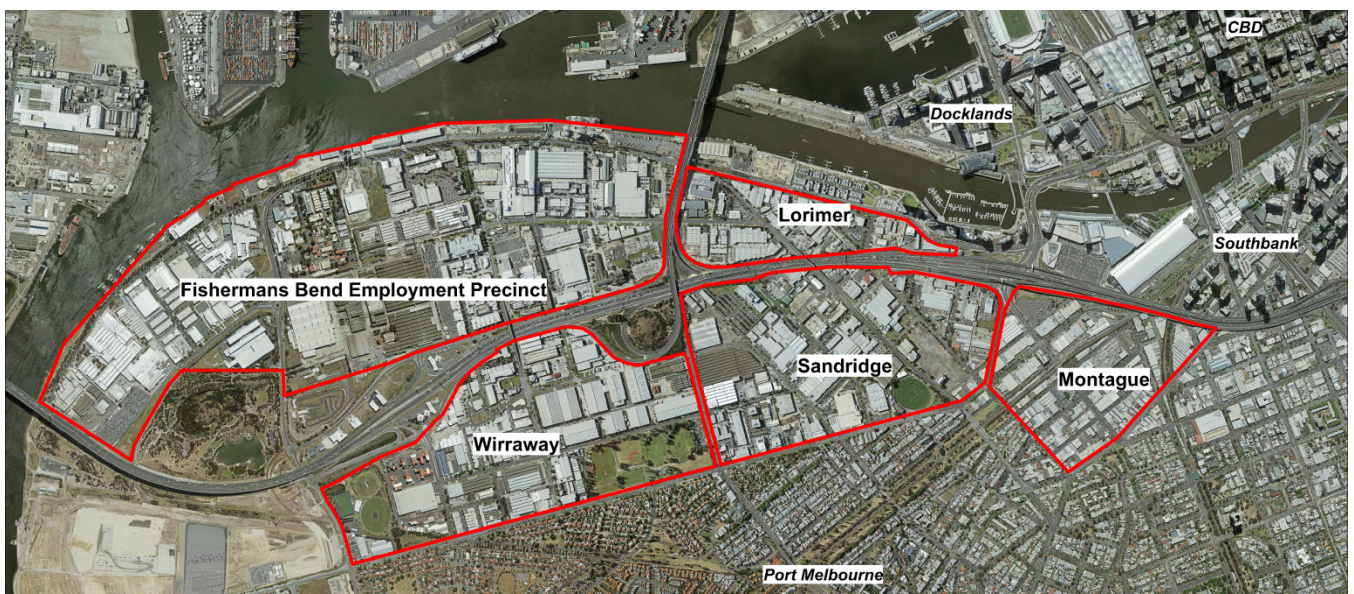 CBD
Docklands
Lorimer
Southbank
Fishermans Bend Employment Precinct
Sandridge
Montague
Wirraway
Port Melbourne